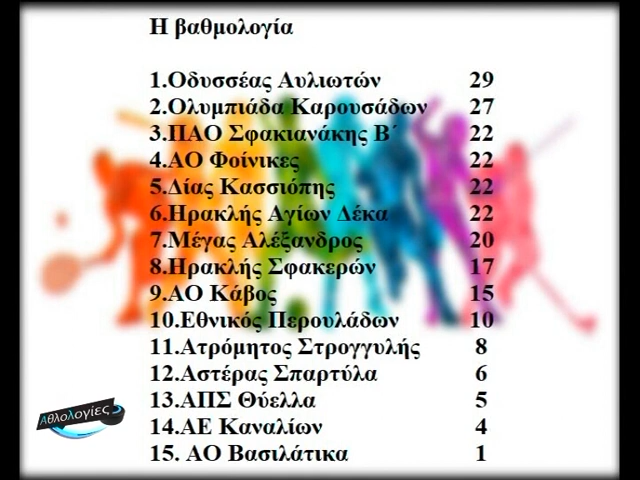 Η βαθμολογία
1.Οδυσσέας Αυλιωτών 29
2.Ολυμπιάδα Καρουσάδων 27
3.ΠΑΟ Σφακιανάκης Β΄ 22
4.ΑΟ Φοίνικες 22
5.Δίας Κασσιόπης 22
6.Ηρακλής Αγίων Δέκα 22
7.Μέγας Αλέξανδρος 20
8.Ηρακλής Σφακερών 17
9.ΑΟ Κάβος 15
10.Εθνικός Περουλάδων 10
11.Ατρόμητος Στρογγυλής 8
12.Αστέρας Σπαρτύλα 6
13.ΑΠΣ Θύελλα 5
14.ΑΕ Καναλίων 4
15. ΑΟ Βασιλάτικα 1
Αθλολογίες